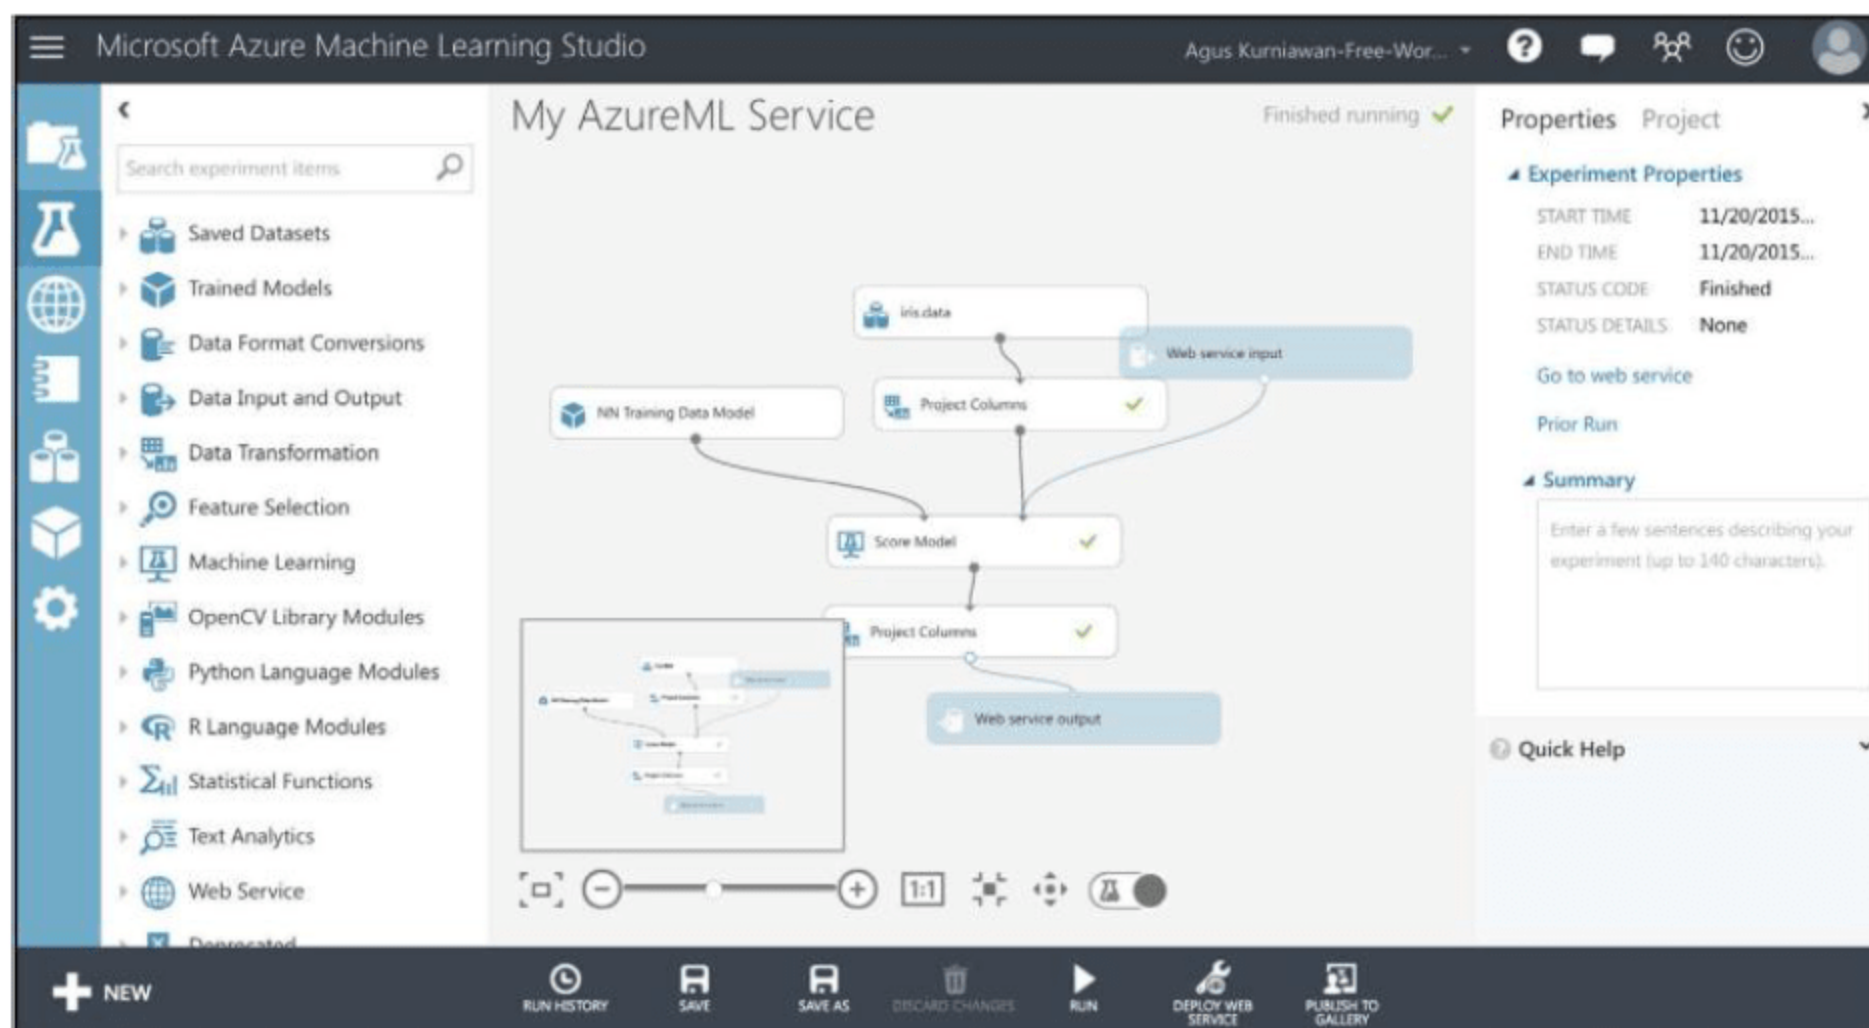 Microsoft Azure Machine Learning Studio
Agus Kurniawan-Free-Wor...
Search experiment items
Saved Datasets
Trained Models
Data Format Conversions
Data Input and Output
Data Transformation
Feature Selection
Machine Learning
OpenCV Library Modules
Python Language Modules
R Language Modules
Statistical Functions
Text Analytics
Web Service
Deprecated
My AzureML Service
Finished running
iris.data
Web service input
NN Training Data Model
Project Columns
Score Model
Project Columns
Web service output
1:1
Properties Project
Experiment Properties
START TIME 11/20/2015...
END TIME 11/20/2015...
STATUS CODE Finished
STATUS DETAILS None
Go to web service
Prior Run
Summary
Enter a few sentences describing your
experiment (up to 140 characters).
Quick Help
NEW
RUN HISTORY
SAVE
SAVE AS
DISCARD CHANGES
RUN
DEPLOY WEB
SERVICE
PUBLISH TO
GALLERY